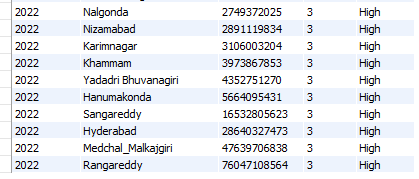 2022 Nalgonda 2749372025 3 High
2022 Nizamabad 2891119834 3 High
2022 Karimnagar 3106003204 3 High
2022 Khammam 3973867853 3 High
2022 Yadadri Bhuvanagiri 4352751270 3 High
2022 Hanumakonda 5664095431 3 High
2022 Sangareddy 16532805623 3 High
2022 Hyderabad 28640327473 3 High
2022 Medchal_Malkajgiri 47639706838 3 High
2022 Rangareddy 76047108564 3 High